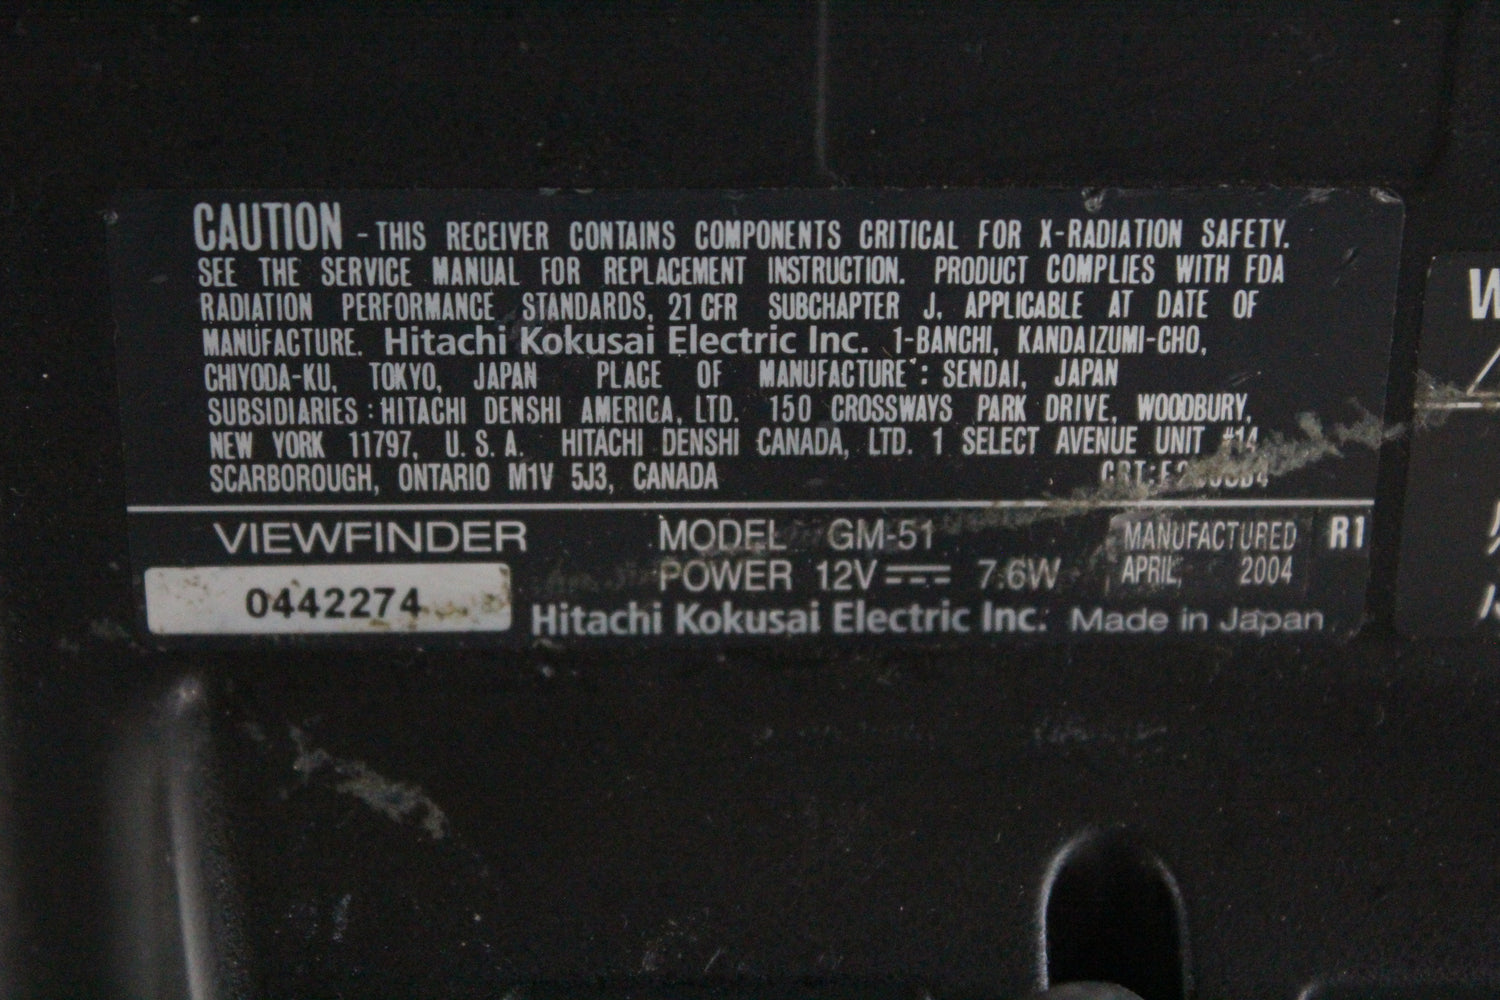 CAUTION - THIS RECEIVER CONTAINS COMPONENTS CRITICAL FOR X-RADIATION SAFETY.
SEE THE SERVICE MANUAL FOR REPLACEMENT INSTRUCTION. PRODUCT COMPLIES WITH FDA
RADIATION PERFORMANCE STANDARDS, 21 CFR SUBCHAPTER J, APPLICABLE AT DATE OF
MANUFACTURE. Hitachi Kokusai Electric Inc. 1-BANCHI, KANDAIZUMI-CHO,
CHIYODA-KU, TOKYO, JAPAN PLACE OF MANUFACTURE : SENDAI, JAPAN
SUBSIDIARIES : HITACHI DENSHI AMERICA, LTD. 150 CROSSWAYS PARK DRIVE, WOODBURY,
NEW YORK 11797, U. S. A. HITACHI DENSHI CANADA, LTD. 1 SELECT AVENUE UNIT #14
SCARBOROUGH, ONTARIO M1V 5J3, CANADA
VIEWFINDER MODEL GM-51 MANUFACTURED R1
POWER 12V 7.6W APRIL, 2004
0442274 Hitachi Kokusai Electric Inc. Made in Japan